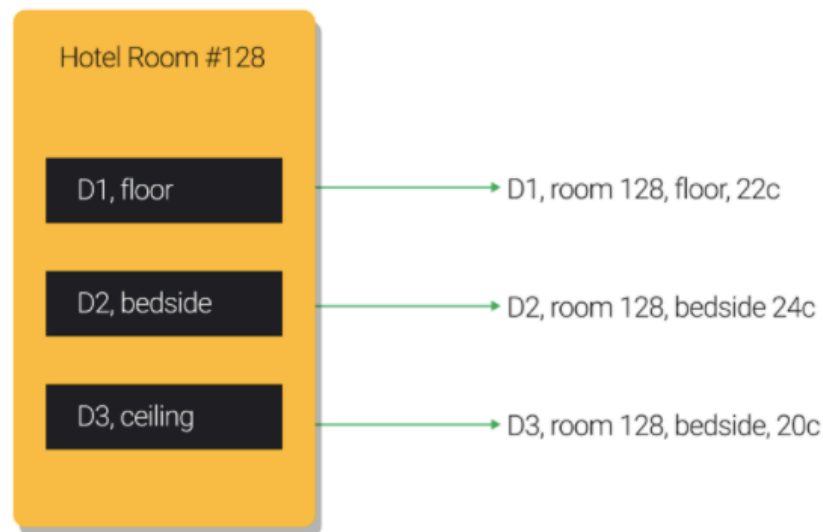 Hotel Room #128
D1, floor
D1, room 128, floor, 22c
D2, bedside
D2, room 128, bedside 24c
D3, ceiling
D3, room 128, bedside, 20c